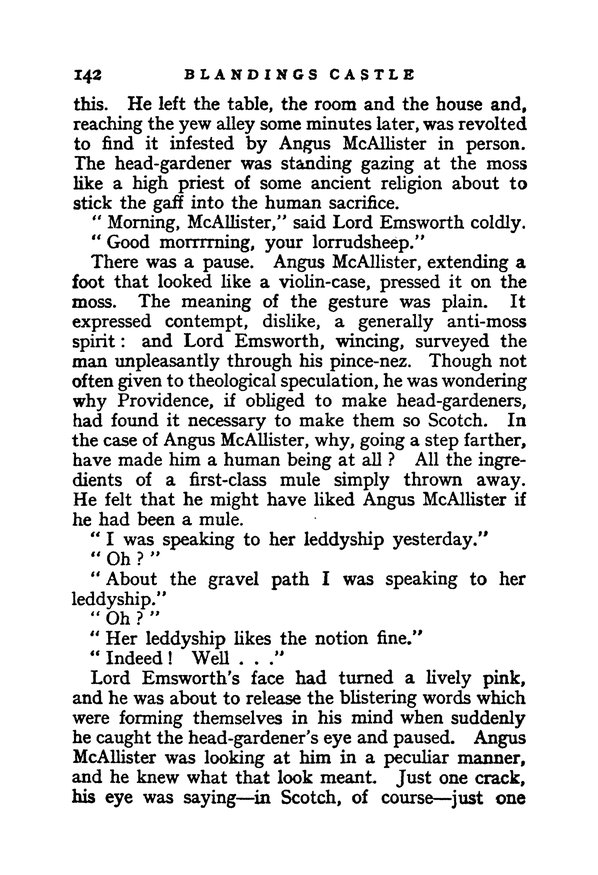 142 BLANDINGS CASTLE
this. He left the table, the room and the house and,
reaching the yew alley some minutes later, was revolted
to find it infested by Angus McAllister in person.
The head-gardener was standing gazing at the moss
like a high priest of some ancient religion about to
stick the gaff into the human sacrifice.
" Morning, McAllister," said Lord Emsworth coldly.
" Good morrrrning, your lorrudsheep."
There was a pause. Angus McAllister, extending a
foot that looked like a violin-case, pressed it on the
moss. The meaning of the gesture was plain. It
expressed contempt, dislike, a generally anti-moss
spirit : and Lord Emsworth, wincing, surveyed the
man unpleasantly through his pince-nez. Though not
often given to theological speculation, he was wondering
why Providence, if obliged to make head-gardeners,
had found it necessary to make them so Scotch. In
the case of Angus McAllister, why, going a step farther,
have made him a human being at all ? All the ingre-
dients of a first-class mule simply thrown away.
He felt that he might have liked Angus McAllister if
he had been a mule.
" I was speaking to her leddyship yesterday."
" Oh ? "
" About the gravel path I was speaking to her
leddyship."
" Oh ? "
" Her leddyship likes the notion fine."
" Indeed ! Well . . ."
Lord Emsworth's face had turned a lively pink,
and he was about to release the blistering words which
were forming themselves in his mind when suddenly
he caught the head-gardener's eye and paused. Angus
McAllister was looking at him in a peculiar manner,
and he knew what that look meant. Just one crack,
his eye was saying—in Scotch, of course—just one